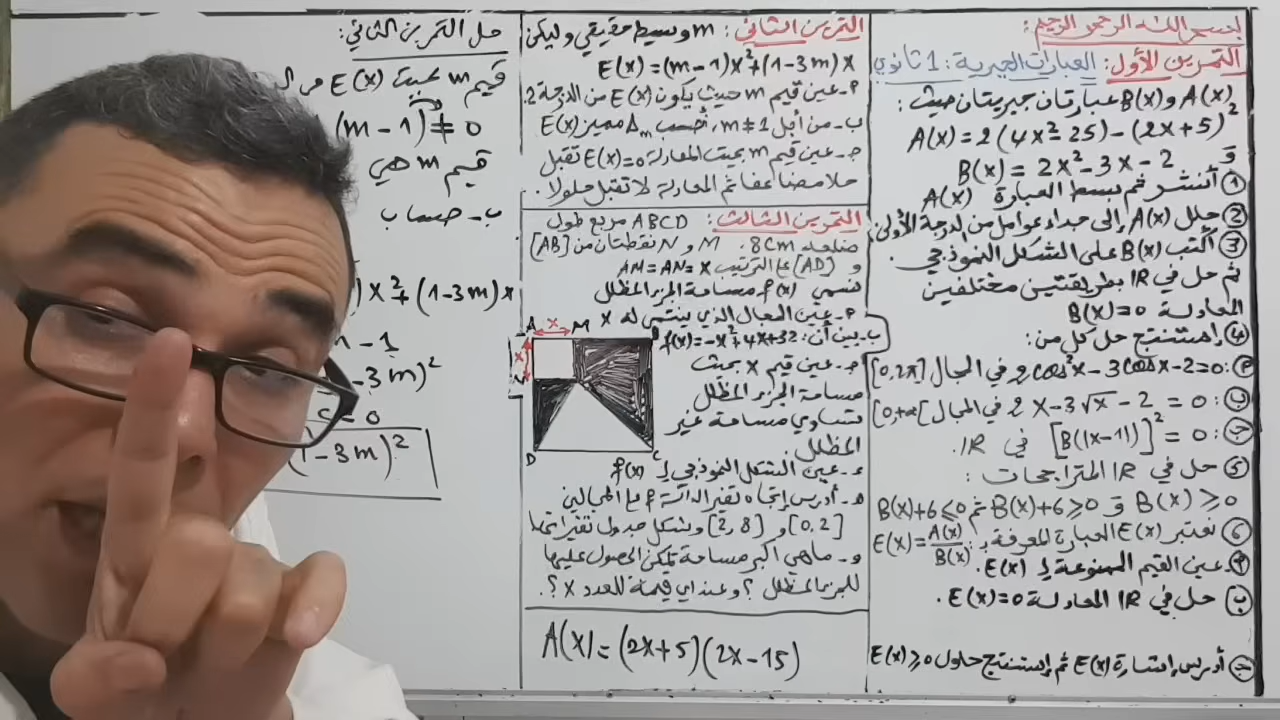 بسم الله الرحمن الرحيم:
التمرين الأول: العبارات الجبرية: 1 ثانوي
A(x) و B(x) عبارتان جبريتان حيث:
A(x) = 2(4x²-25) - (2x+5)²
و
B(x) = 2x²-3x-2
① أنشر ثم بسط العبارة A(x)
② حلل A(x) إلى جداء عوامل من الدرجة الأولى
③ أكتب B(x) على الشكل النموذجي.
ثم حل في IR بطريقتين مختلفتين
المعادلة B(x)=0
④ إستنتج حل كل من:
2cos²x - 3cosx - 2 = 0 في المجال [0,2π]
ب: 2x-3√x - 2 = 0 في المجال [0,+∞[
ج: [B(|x-1|)]² = 0 في IR.
⑤ حل في IR المتراجحات:
B(x) ≥ 0 و B(x)+6 ≥ 0 ثم B(x)+6 ≤ 0
⑥ نعتبر E(x) العبارة المعرفة بـ: E(x) = A(x)/B(x)
عين القيم الممنوعة لـ E(x).
ب حل في IR المعادلة E(x)=0.
ج أدرس إشارة E(x) ثم إستنتج حلول E(x) ≥ 0
التمرين الثاني: m وسيط حقيقي وليكن
E(x) = (m-1)x²+(1-3m)x
عين قيم m حيث يكون E(x) من الدرجة 2.
ب- من أجل m≠1، أحسب Δm مميز E(x)
ج- عين قيم m بحيث المعادلة E(x)=0 تقبل
حلا مضاعفا ثم المعادلة لا تقبل حلولا.
التمرين الثالث: ABCD مربع طول
ضلعه 8cm. M و N نقطتان من [AB]
و [AD] على الترتيب AM=AN=x
نسمي f(x) مساحة الجزء المظلل
عين المجال الذي ينتمي له x
ب- بين أن: f(x)=-x²+4x+32
ج- عين قيم x بحيث
مساحة الجزء المظلل
تساوي مساحة غير
المظلل.
A x M B
x
N
D C
د- عين الشكل النموذجي لـ f(x)
هـ- أدرس إتجاه تغير الدالة f على المجالين
[0,2] و [2,8] وشكل جدول تغيراتها
و- ماهي أكبر مساحة يمكن الحصول عليها
للجزء المظلل؟ وعند أي قيمة للعدد x؟.
A(x) = (2x+5)(2x-15)
حل التمرين الثاني:
قيم m بحيث E(x) من
(m-1) ≠ 0
قيم m هي
ب- حساب
)x²+(1-3m)x
-1
-3m)²
= 0
-3m)²